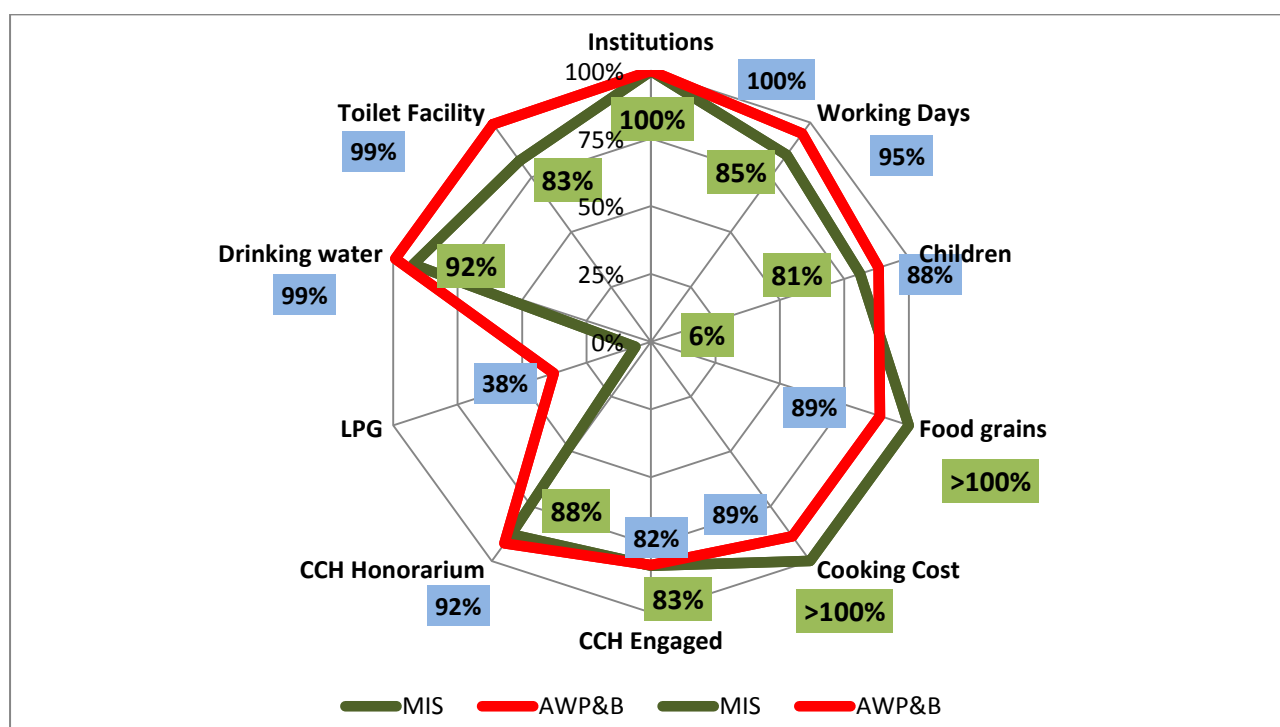 Institutions
100%
100%
Toilet Facility
Working Days
100%
75%
99%
95%
83%
85%
50%
Drinking water
Children
92%
81%
88%
25%
99%
6%
0%
38%
89%
LPG
Food grains
>100%
88%
89%
82%
CCH Honorarium
Cooking Cost
92%
83%
>100%
CCH Engaged
MIS AWP&B MIS AWP&B